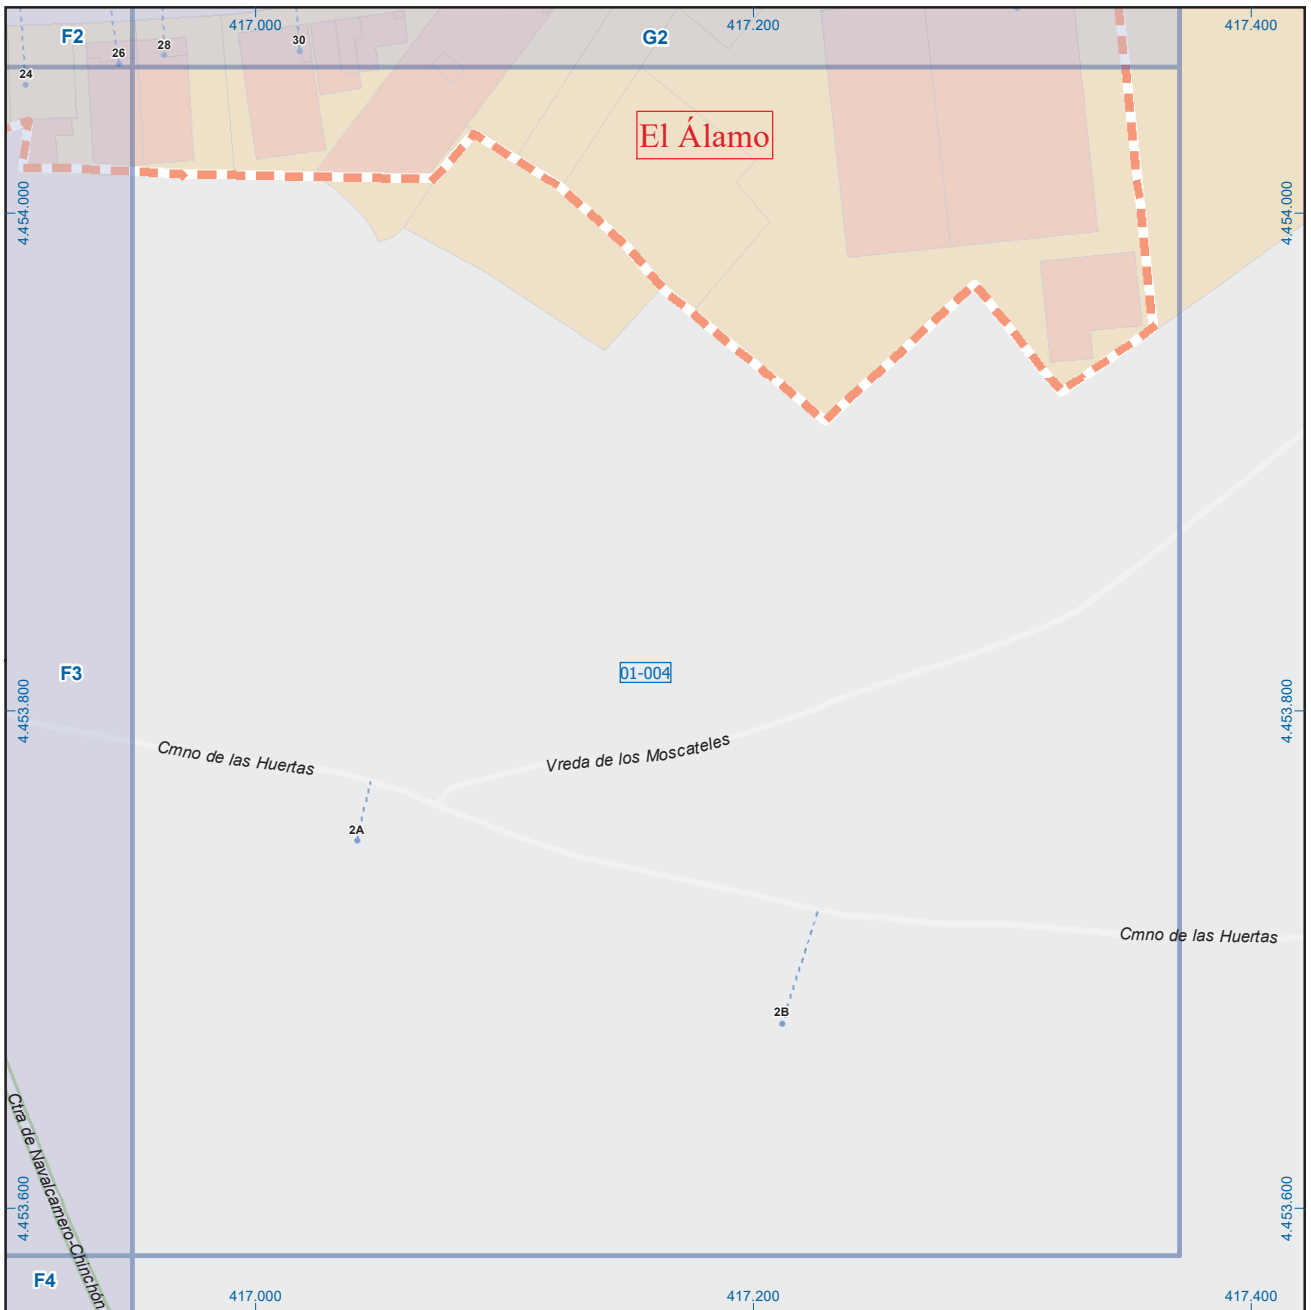 417.000
417.200
417.400
F2
G2
24
26
28
30
El Álamo
4.454.000
4.454.000
F3
01-004
4.453.800
4.453.800
Cmno de las Huertas
Vreda de los Moscateles
2A
2B
Cmno de las Huertas
Ctra de Navalcarnero-Chinchón
4.453.600
4.453.600
F4
417.000
417.200
417.400